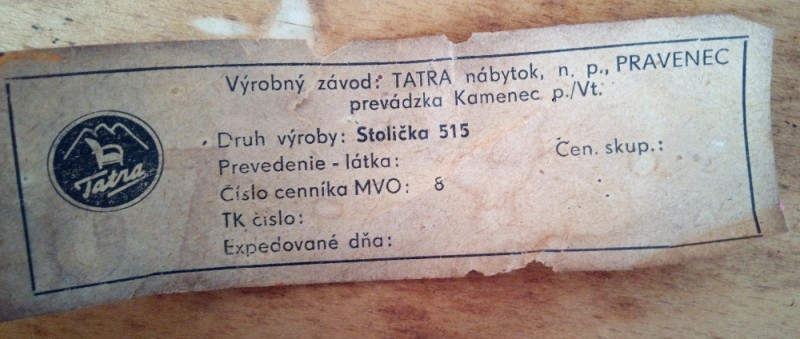 Výrobný závod: TATRA nábytok, n. p., PRAVENEC
prevádzka Kamenec p./Vt.
Tatra
Druh výroby: Stolička 515
Prevedenie - látka:
Čen. skup.:
Číslo cenníka MVO: 8
TK číslo:
Expedované dňa: